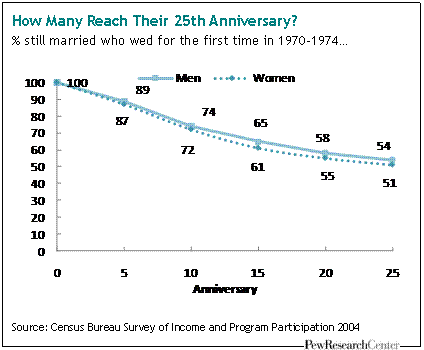 How Many Reach Their 25th Anniversary?
% still married who wed for the first time in 1970-1974...
Men
Women
100
90
80
70
60
50
40
30
20
10
0
100
89
74
65
58
54
87
72
61
55
51
0 5 10 15 20 25
Anniversary
Source: Census Bureau Survey of Income and Program Participation 2004
PewResearchCenter